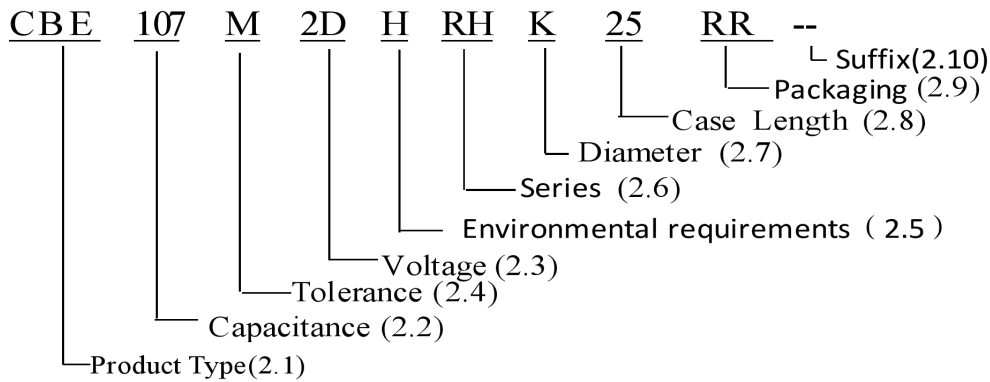 CBE 107 M 2D H RH K 25 RR --
Suffix(2.10)
Packaging (2.9)
Case Length (2.8)
Diameter (2.7)
Series (2.6)
Environmental requirements ( 2.5 )
Voltage (2.3)
Tolerance (2.4)
Capacitance (2.2)
Product Type(2.1)